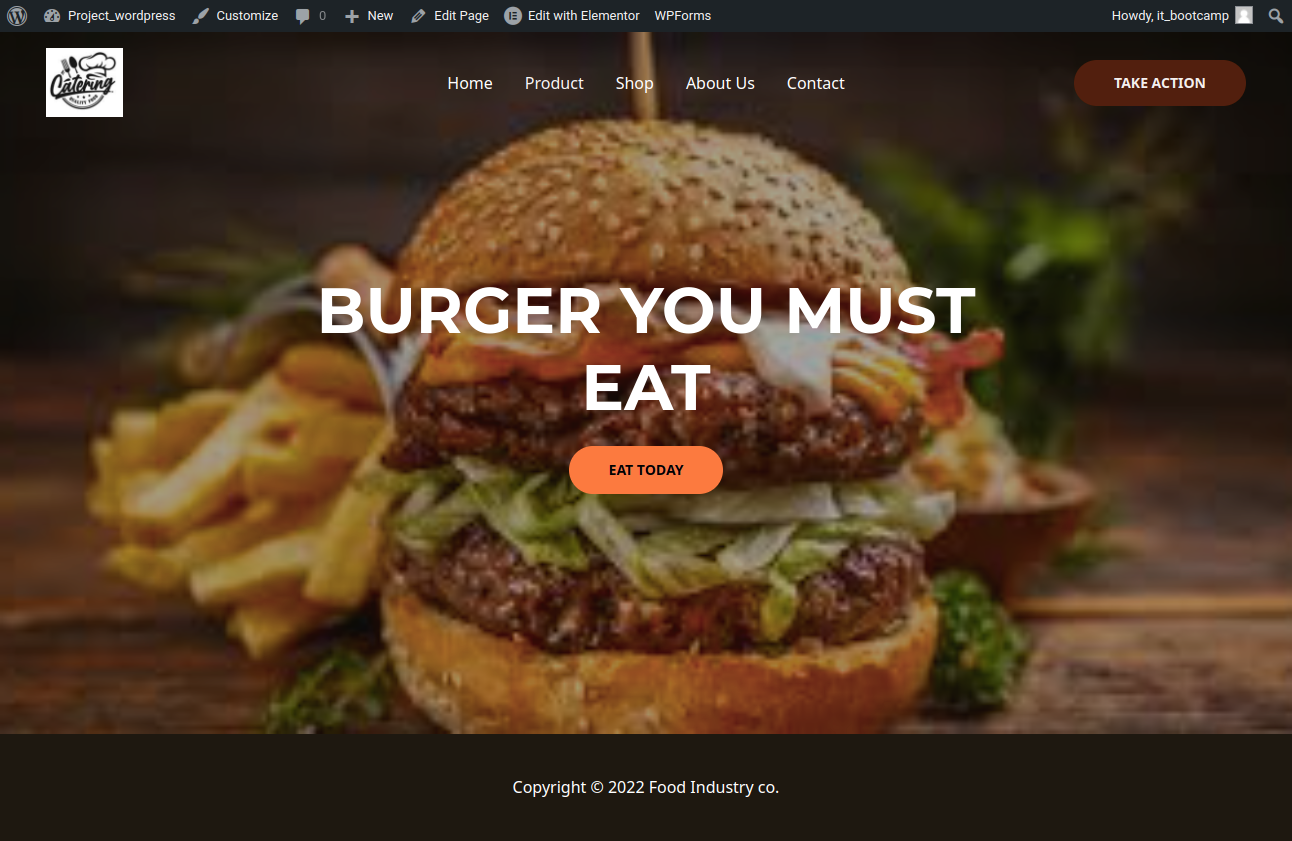 Project_wordpress Customize 0 New Edit Page Edit with Elementor WPForms Howdy, it_bootcamp
Catering
QUALITY FOOD
Home Product Shop About Us Contact TAKE ACTION
BURGER YOU MUST
EAT
EAT TODAY
Copyright © 2022 Food Industry co.